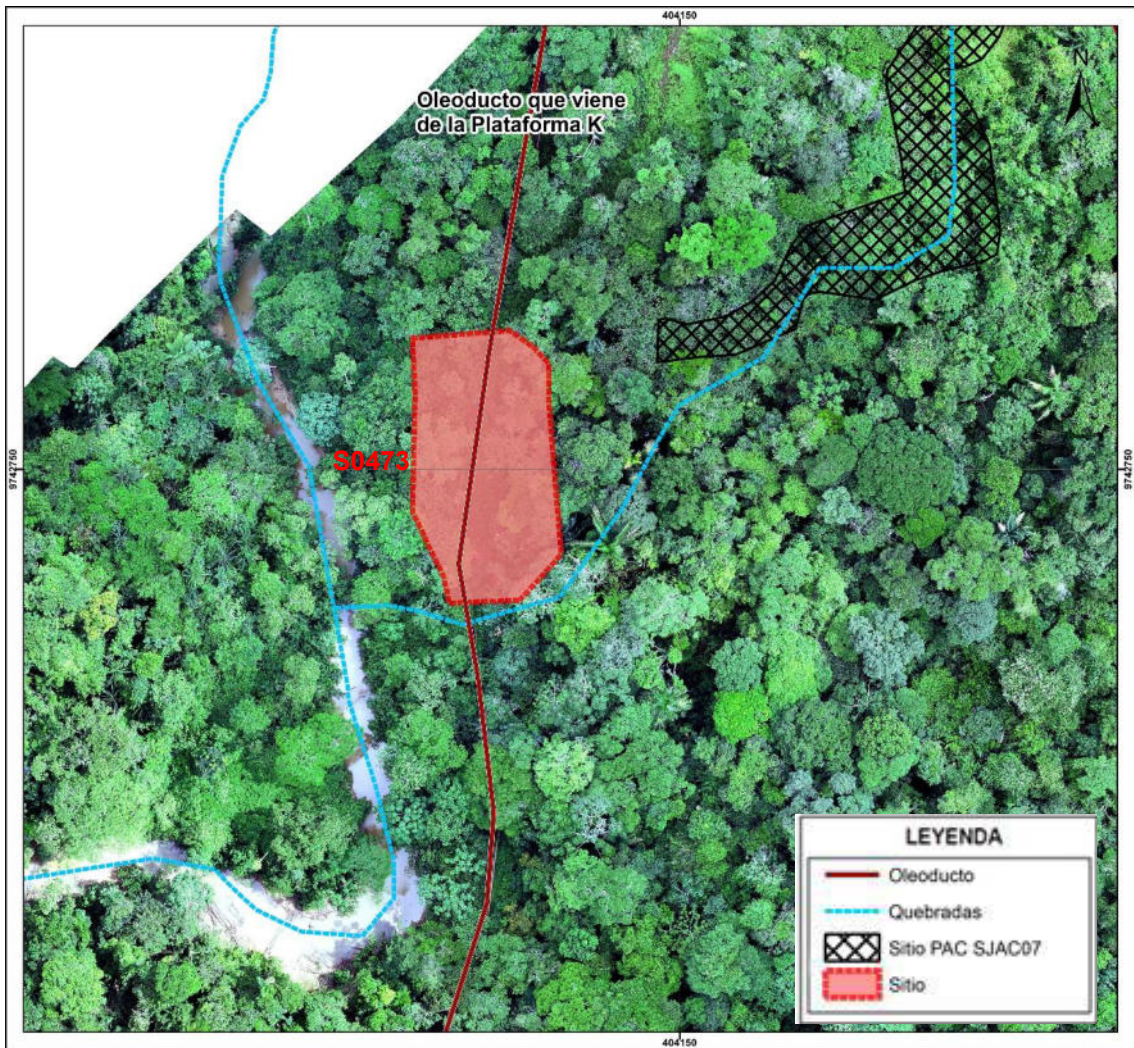 404150
N
Oleoducto que viene
de la Plataforma K
S0473
9742750
9742750
LEYENDA
Oleoducto
Quebradas
Sitio PAC SJAC07
Sitio
404150